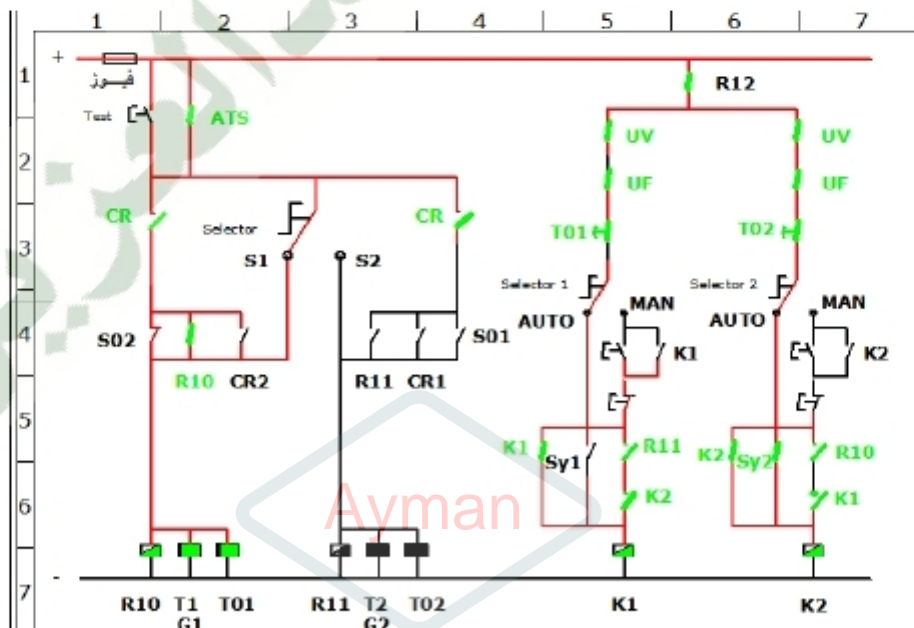 1 2 3 4 5 6 7
1
2
3
4
5
6
7
+
فيوز
Test
ATS
R12
UV
UV
UF
UF
CR
Selector
CR
T01
T02
S1
S2
Selector 1
Selector 2
MAN
MAN
AUTO
AUTO
S02
R10
CR2
R11
CR1
S01
K1
K2
K1
Sy1
R11
K2
Sy2
R10
K2
K1
Ayman
-
R10 T1 T01 R11 T2 T02 K1 K2
G1 G2